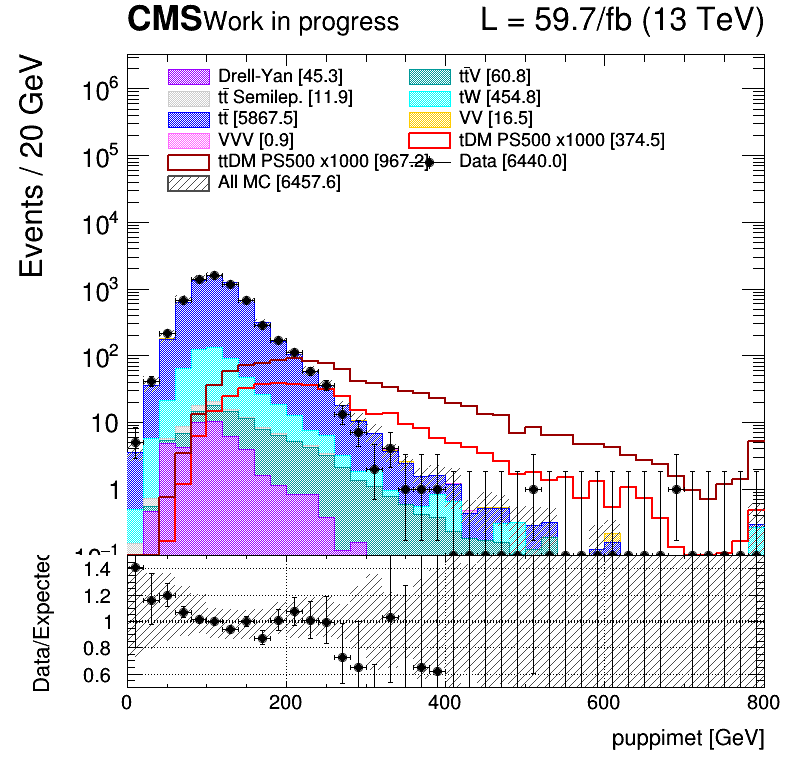 CMS Work in progress L = 59.7/fb (13 TeV)
Events / 20 GeV
Drell-Yan [45.3] tt̄V [60.8]
tt̄ Semilep. [11.9] tW [454.8]
tt̄ [5867.5] VV [16.5]
VVV [0.9] tDM PS500 x1000 [374.5]
ttDM PS500 x1000 [967.2] Data [6440.0]
All MC [6457.6]
10⁶
10⁵
10⁴
10³
10²
10
1
10⁻¹
Data/Expected
1.4
1.2
1
0.8
0.6
0 200 400 600 800
puppimet [GeV]